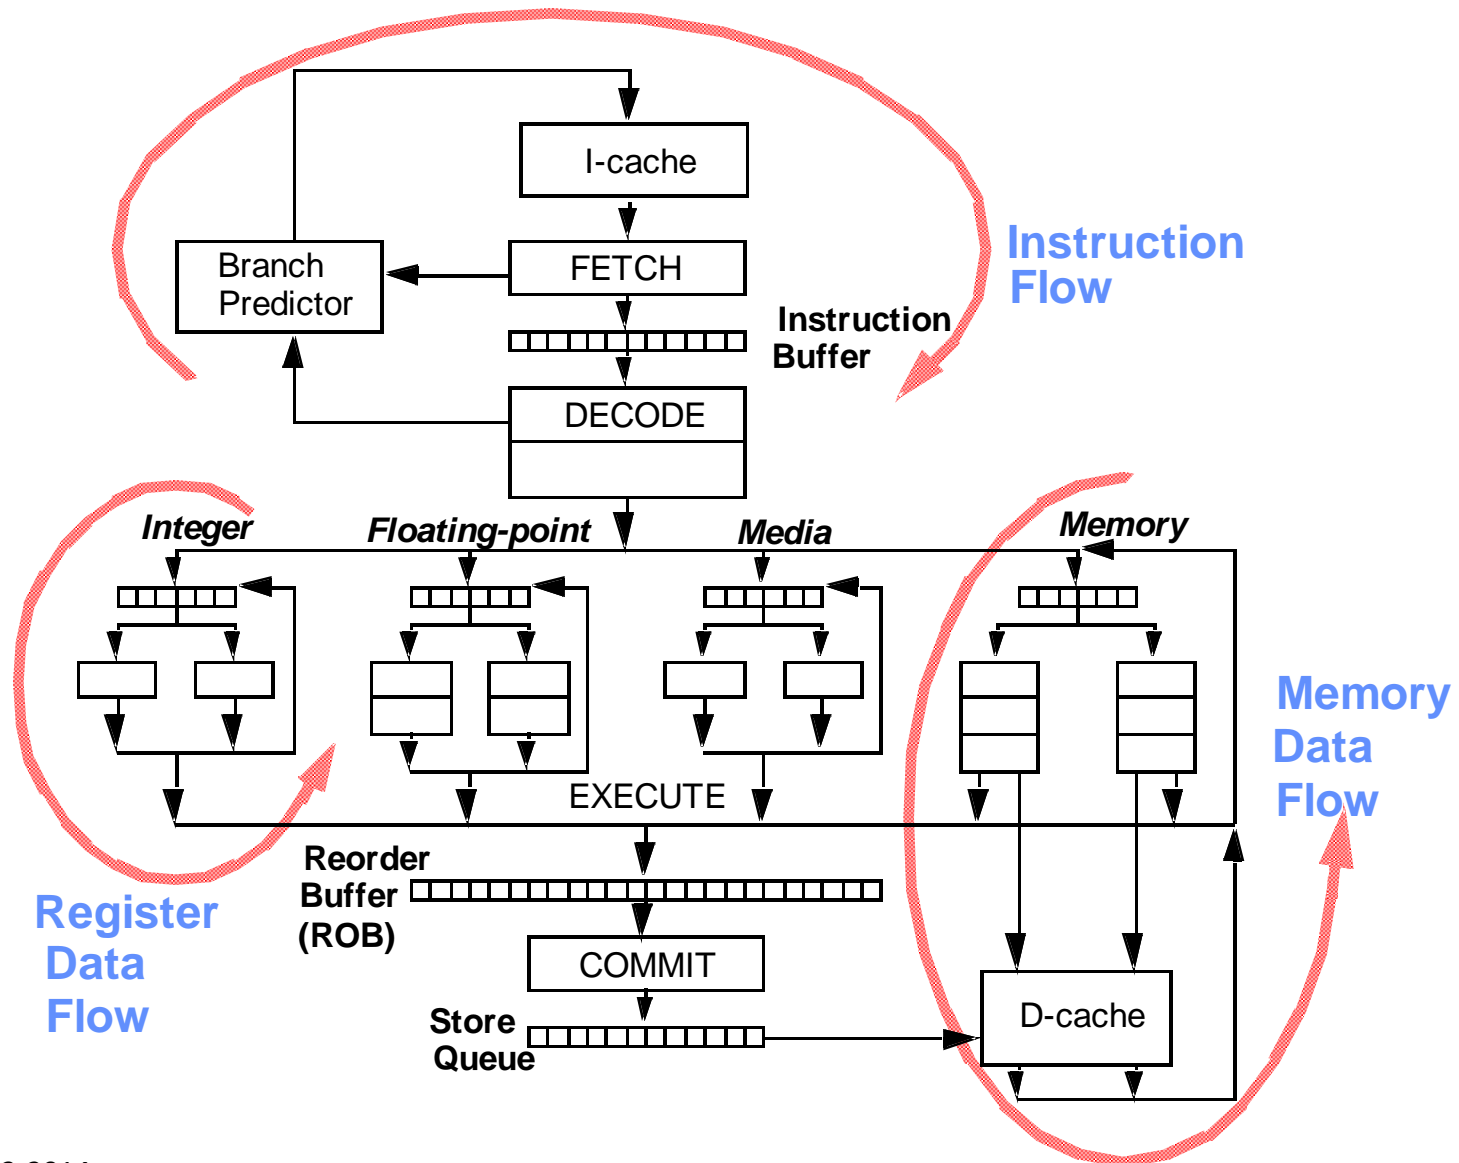 I-cache
Instruction
Flow
Branch
Predictor
FETCH
Instruction
Buffer
DECODE
Integer
Floating-point
Media
Memory
Memory
Data
Flow
EXECUTE
Reorder
Buffer
(ROB)
Register
Data
Flow
COMMIT
Store
Queue
D-cache